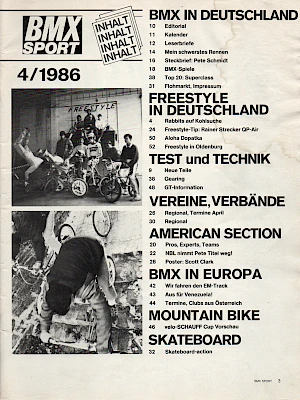 BMX
SPORT
INHALT
INHALT
INHALT
INHALT
4/1986
FREESTYLE
BMX IN DEUTSCHLAND
10 Editorial
11 Kalender
12 Leserbriefe
14 Mein schwerstes Rennen
16 Steckbrief: Pete Schmidt
18 BMX-Spiele
38 Top 20: Superclass
31 Flohmarkt, Impressum
FREESTYLE
IN DEUTSCHLAND
4 Rabbits auf Kohlsuche
24 Freestyle-Tip: Rainer Strecker QP-Air
50 Aloha Dopatka
52 Freestyle in Oldenburg
TEST und TECHNIK
9 Neue Teile
38 Gearing
48 GT-Information
VEREINE, VERBÄNDE
26 Regional, Termine April
30 Regional
AMERICAN SECTION
20 Pros, Experts, Teams
22 NBL nimmt Pete Titel weg!
28 Poster: Scott Clark
BMX IN EUROPA
42 Wir fahren den EM-Track
43 Aus für Venezuela!
44 Termine, Clubs aus Österreich
MOUNTAIN BIKE
46 velo-SCHAUFF Cup Vorschau
SKATEBOARD
32 Skateboard-action
BMX SPORT 3